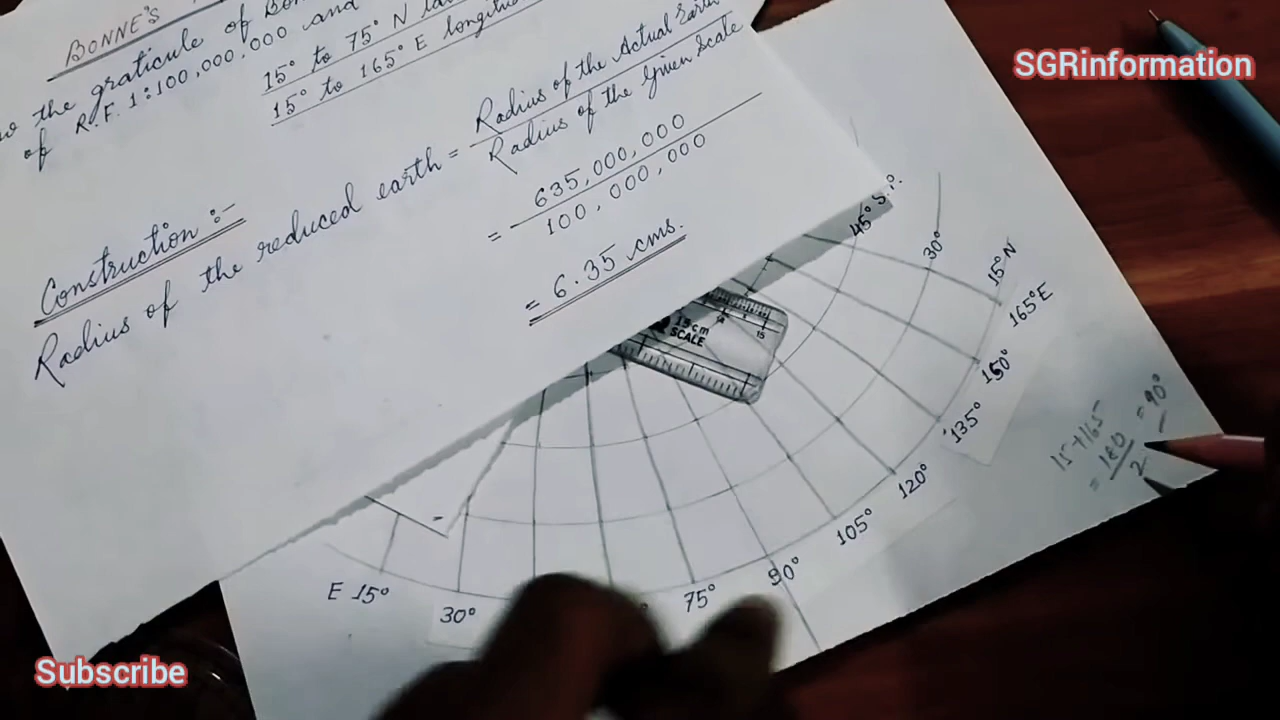 BONNE'S
the graticule of
of R.F. 1:100,000,000 and
15° to 75° N
15° to 165° E
Construction :-
Radius of the reduced earth = Radius of the Actual Earth
Radius of the Given Scale
= 635,000,000
100,000,000
= 6.35 cms.
SGRinformation
45° S.P.
30°
15° N
165° E
150°
135°
120°
105°
90°
75°
30°
E 15°
15+165
= 180
2
= 90°
15cm
SCALE
15
Subscribe